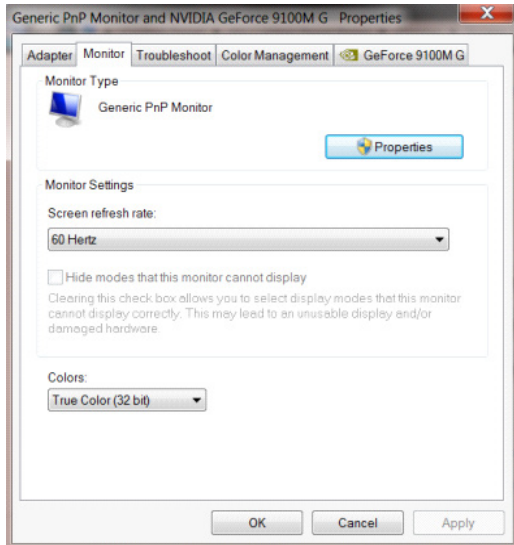 Generic PnP Monitor and NVIDIA GeForce 9100M G Properties
X
Adapter Monitor Troubleshoot Color Management GeForce 9100M G
Monitor Type
Generic PnP Monitor
Properties
Monitor Settings
Screen refresh rate:
60 Hertz
Hide modes that this monitor cannot display
Clearing this check box allows you to select display modes that this monitor
cannot display correctly. This may lead to an unusable display and/or
damaged hardware.
Colors:
True Color (32 bit)
OK Cancel Apply